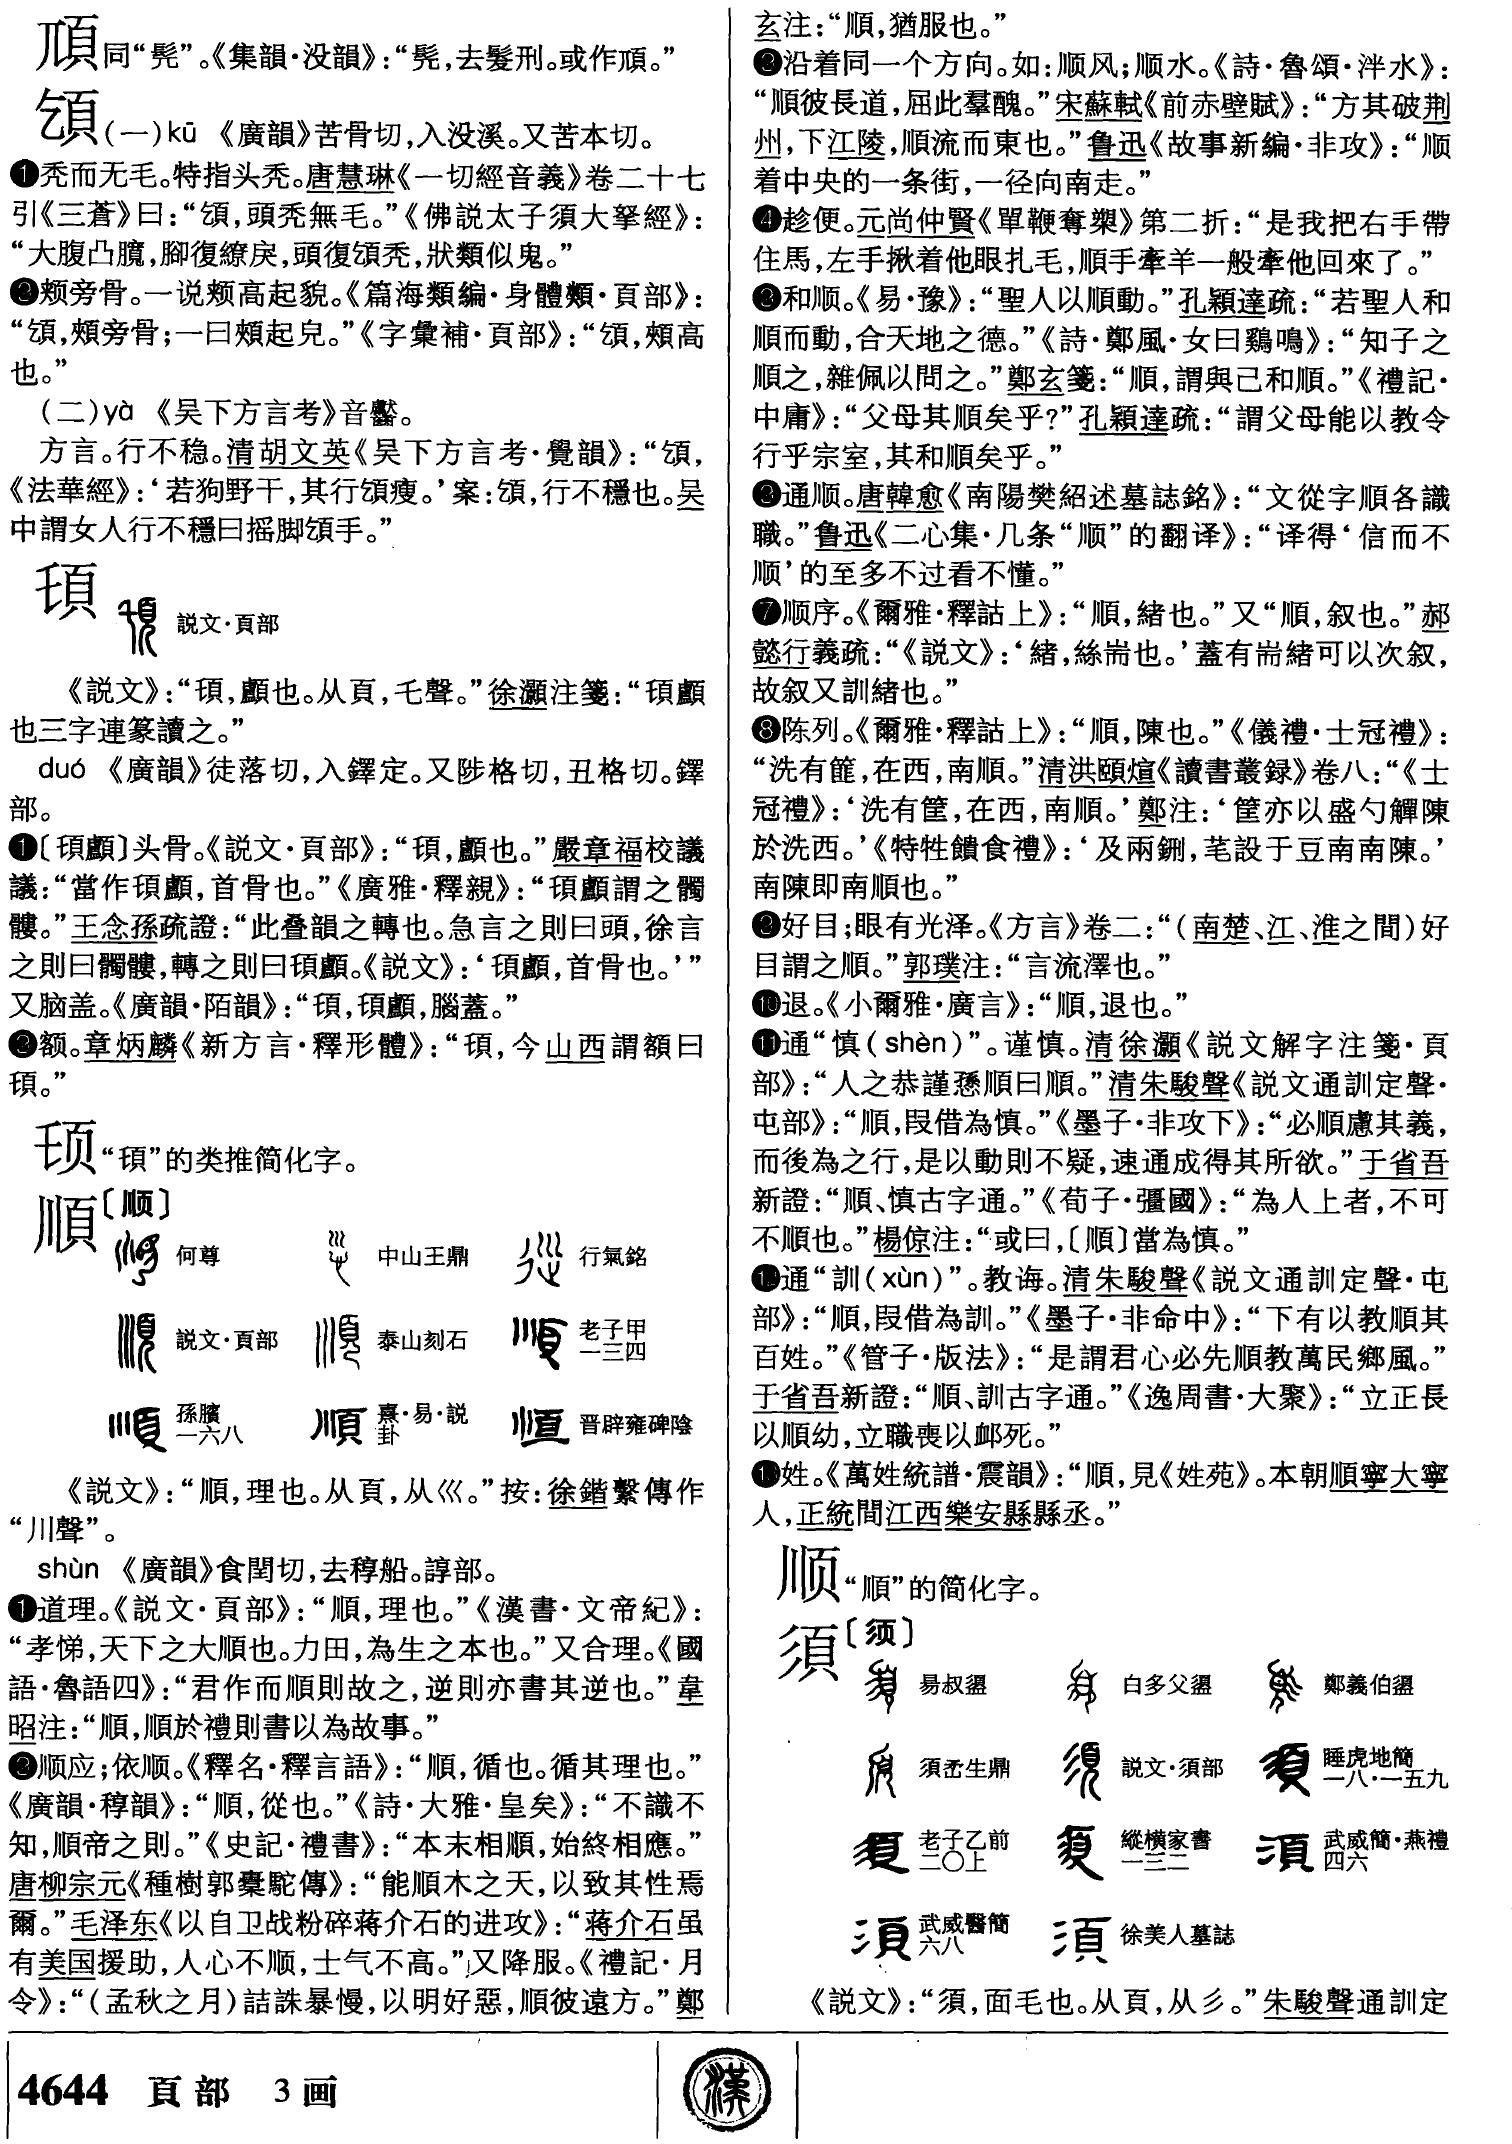 頑同“髡”。《集韻·没韻》：“髡，去髮刑。或作頑。”
頧(一)kū 《廣韻》苦骨切，入没溪。又苦本切。
❶秃而无毛。特指头秃。唐慧琳《一切經音義》卷二十七
引《三蒼》曰：“頧，頭秃無毛。”《佛説太子須大拏經》：
“大腹凸臗，脚復繚戾，頭復頧秃，狀類似鬼。”
❷颊旁骨。一说颊高起貌。《篇海類編·身體類·頁部》：
“頧，頰旁骨；一曰頰起皃。”《字彙補·頁部》：“頧，頰高
也。”
(二)yà 《吴下方言考》音齾。
方言。行不稳。清胡文英《吴下方言考·覺韻》：“頧，
《法華經》：‘若狗野干，其行頧瘦。’案：頧，行不穩也。吴
中謂女人行不穩曰摇脚頧手。”
䪼 説文·頁部
《説文》：“頊，顱也。从頁，乇聲。”徐灝注箋：“頊顱
也三字連篆讀之。”
duó 《廣韻》徒落切，入鐸定。又陟格切，丑格切。鐸
部。
❶〔頊顱〕头骨。《説文·頁部》：“頊，顱也。”嚴章福校議
議：“當作頊顱，首骨也。”《廣雅·釋親》：“頊顱謂之髑
髏。”王念孫疏證：“此叠韻之轉也。急言之則曰頭，徐言
之則曰髑髏，轉之則曰頊顱。《説文》：‘頊顱，首骨也。’”
又脑盖。《廣韻·陌韻》：“頊，頊顱，腦蓋。”
❷额。章炳麟《新方言·釋形體》：“頊，今山西謂額曰
頊。”
“頊”的类推简化字。
順〔顺〕
何尊 中山王鼎 行氣銘
説文·頁部 泰山刻石 老子甲一三四
孫臏一六八 熹·易·説卦 晋辟雍碑陰
《説文》：“順，理也。从頁，从巛。”按：徐鍇繫傳作
“川聲”。
shùn 《廣韻》食閏切，去稕船。諄部。
❶道理。《説文·頁部》：“順，理也。”《漢書·文帝紀》：
“孝悌，天下之大順也。力田，為生之本也。”又合理。《國
語·魯語四》：“君作而順則故之，逆則亦書其逆也。”韋
昭注：“順，順於禮則書以為故事。”
❷顺应；依顺。《釋名·釋言語》：“順，循也。循其理也。”
《廣韻·稕韻》：“順，從也。”《詩·大雅·皇矣》：“不識不
知，順帝之則。”《史記·禮書》：“本末相順，始終相應。”
唐柳宗元《種樹郭橐駝傳》：“能順木之天，以致其性焉
爾。”毛泽东《以自卫战粉碎蒋介石的进攻》：“蒋介石虽
有美国援助，人心不顺，士气不高。”又降服。《禮記·月
令》：“（孟秋之月）詰誅暴慢，以明好惡，順彼遠方。”鄭
玄注：“順，猶服也。”
❸沿着同一个方向。如：顺风；顺水。《詩·魯頌·泮水》：
“順彼長道，屈此羣醜。”宋蘇軾《前赤壁賦》：“方其破荆
州，下江陵，順流而東也。”鲁迅《故事新編·非攻》：“顺
着中央的一条街，一径向南走。”
❹趁便。元尚仲賢《單鞭奪槊》第二折：“是我把右手帶
住馬，左手揪着他眼扎毛，順手牽羊一般牽他回來了。”
❸和顺。《易·豫》：“聖人以順動。”孔穎達疏：“若聖人和
順而動，合天地之德。”《詩·鄭風·女曰鷄鳴》：“知子之
順之，雜佩以問之。”鄭玄箋：“順，謂與己和順。”《禮記·
中庸》：“父母其順矣乎？”孔穎達疏：“謂父母能以教令
行乎宗室，其和順矣乎。”
❸通顺。唐韓愈《南陽樊紹述墓誌銘》：“文從字順各識
職。”鲁迅《二心集·几条“顺”的翻译》：“译得‘信而不
顺’的至多不过看不懂。”
❼顺序。《爾雅·釋詁上》：“順，緒也。”又“順，叙也。”郝
懿行義疏：“《説文》：‘緒，絲耑也。’蓋有耑緒可以次叙，
故叙又訓緒也。”
❽陈列。《爾雅·釋詁上》：“順，陳也。”《儀禮·士冠禮》：
“洗有篚，在西，南順。”清洪頤煊《讀書叢録》卷八：“《士
冠禮》：‘洗有筐，在西，南順。’鄭注：‘筐亦以盛勺觶陳
於洗西。’《特牲饋食禮》：‘及兩鉶，芼設于豆南南陳。’
南陳即南順也。”
❾好目；眼有光泽。《方言》卷二：“（南楚、江、淮之間）好
目謂之順。”郭璞注：“言流澤也。”
❿退。《小爾雅·廣言》：“順，退也。”
⓫通“慎（shèn）”。谨慎。清徐灝《説文解字注箋·頁
部》：“人之恭謹愻順曰順。”清朱駿聲《説文通訓定聲·
屯部》：“順，叚借為慎。”《墨子·非攻下》：“必順慮其義，
而後為之行，是以動則不疑，速通成得其所欲。”于省吾
新證：“順、慎古字通。”《荀子·彊國》：“為人上者，不可
不順也。”楊倞注：“或曰，〔順〕當為慎。”
⓬通“訓（xùn）”。教诲。清朱駿聲《説文通訓定聲·屯
部》：“順，叚借為訓。”《墨子·非命中》：“下有以教順其
百姓。”《管子·版法》：“是謂君心必先順教萬民鄉風。”
于省吾新證：“順、訓古字通。”《逸周書·大聚》：“立正長
以順幼，立職喪以卹死。”
⓭姓。《萬姓統譜·震韻》：“順，見《姓苑》。本朝順寧大寧
人，正統間江西樂安縣縣丞。”
顺“順”的简化字。
須〔须〕
易叔盨 白多父盨 鄭義伯盨
須孟生鼎 説文·須部 睡虎地簡一八·一五九
老子乙前二〇上 縱横家書一三二 武威簡·燕禮四六
武威醫簡六八 徐美人墓誌
《説文》：“須，面毛也。从頁，从彡。”朱駿聲通訓定
4644 頁部 3画
漢